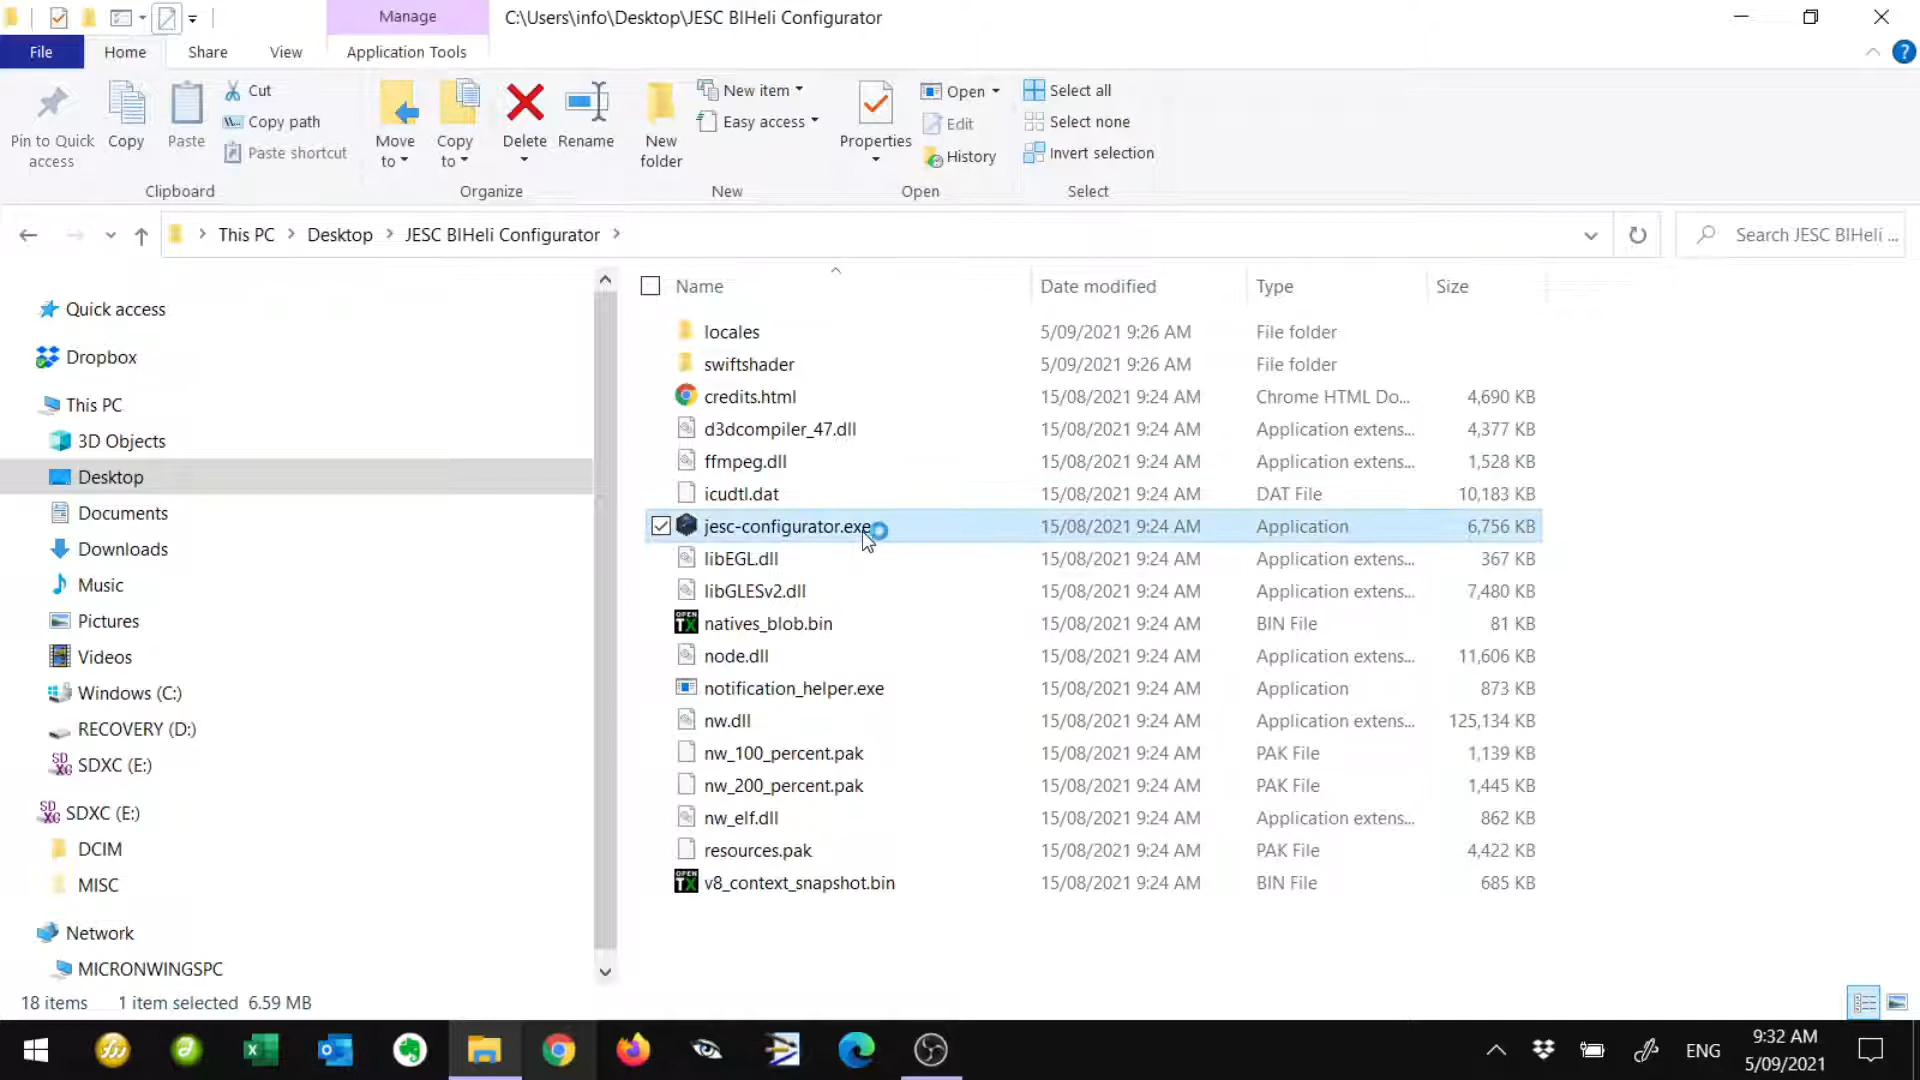 Manage
C:\Users\info\Desktop\JESC BlHeli Configurator
File
Home
Share
View
Application Tools
?
Pin to Quick access
Copy
Paste
Cut
Copy path
Paste shortcut
Clipboard
Move to
Copy to
Delete
Rename
Organize
New folder
New item
Easy access
New
Properties
Open
Edit
History
Open
Select all
Select none
Invert selection
Select
This PC
Desktop
JESC BlHeli Configurator
Search JESC BlHeli ...
Quick access
Dropbox
This PC
3D Objects
Desktop
Documents
Downloads
Music
Pictures
Videos
Windows (C:)
RECOVERY (D:)
SDXC (E:)
SDXC (E:)
DCIM
MISC
Network
MICRONWINGSPC
Name Date modified Type Size
locales 5/09/2021 9:26 AM File folder
swiftshader 5/09/2021 9:26 AM File folder
credits.html 15/08/2021 9:24 AM Chrome HTML Do... 4,690 KB
d3dcompiler_47.dll 15/08/2021 9:24 AM Application extens... 4,377 KB
ffmpeg.dll 15/08/2021 9:24 AM Application extens... 1,528 KB
icudtl.dat 15/08/2021 9:24 AM DAT File 10,183 KB
jesc-configurator.exe 15/08/2021 9:24 AM Application 6,756 KB
libEGL.dll 15/08/2021 9:24 AM Application extens... 367 KB
libGLESv2.dll 15/08/2021 9:24 AM Application extens... 7,480 KB
natives_blob.bin 15/08/2021 9:24 AM BIN File 81 KB
node.dll 15/08/2021 9:24 AM Application extens... 11,606 KB
notification_helper.exe 15/08/2021 9:24 AM Application 873 KB
nw.dll 15/08/2021 9:24 AM Application extens... 125,134 KB
nw_100_percent.pak 15/08/2021 9:24 AM PAK File 1,139 KB
nw_200_percent.pak 15/08/2021 9:24 AM PAK File 1,445 KB
nw_elf.dll 15/08/2021 9:24 AM Application extens... 862 KB
resources.pak 15/08/2021 9:24 AM PAK File 4,422 KB
v8_context_snapshot.bin 15/08/2021 9:24 AM BIN File 685 KB
18 items 1 item selected 6.59 MB
ENG
9:32 AM
5/09/2021